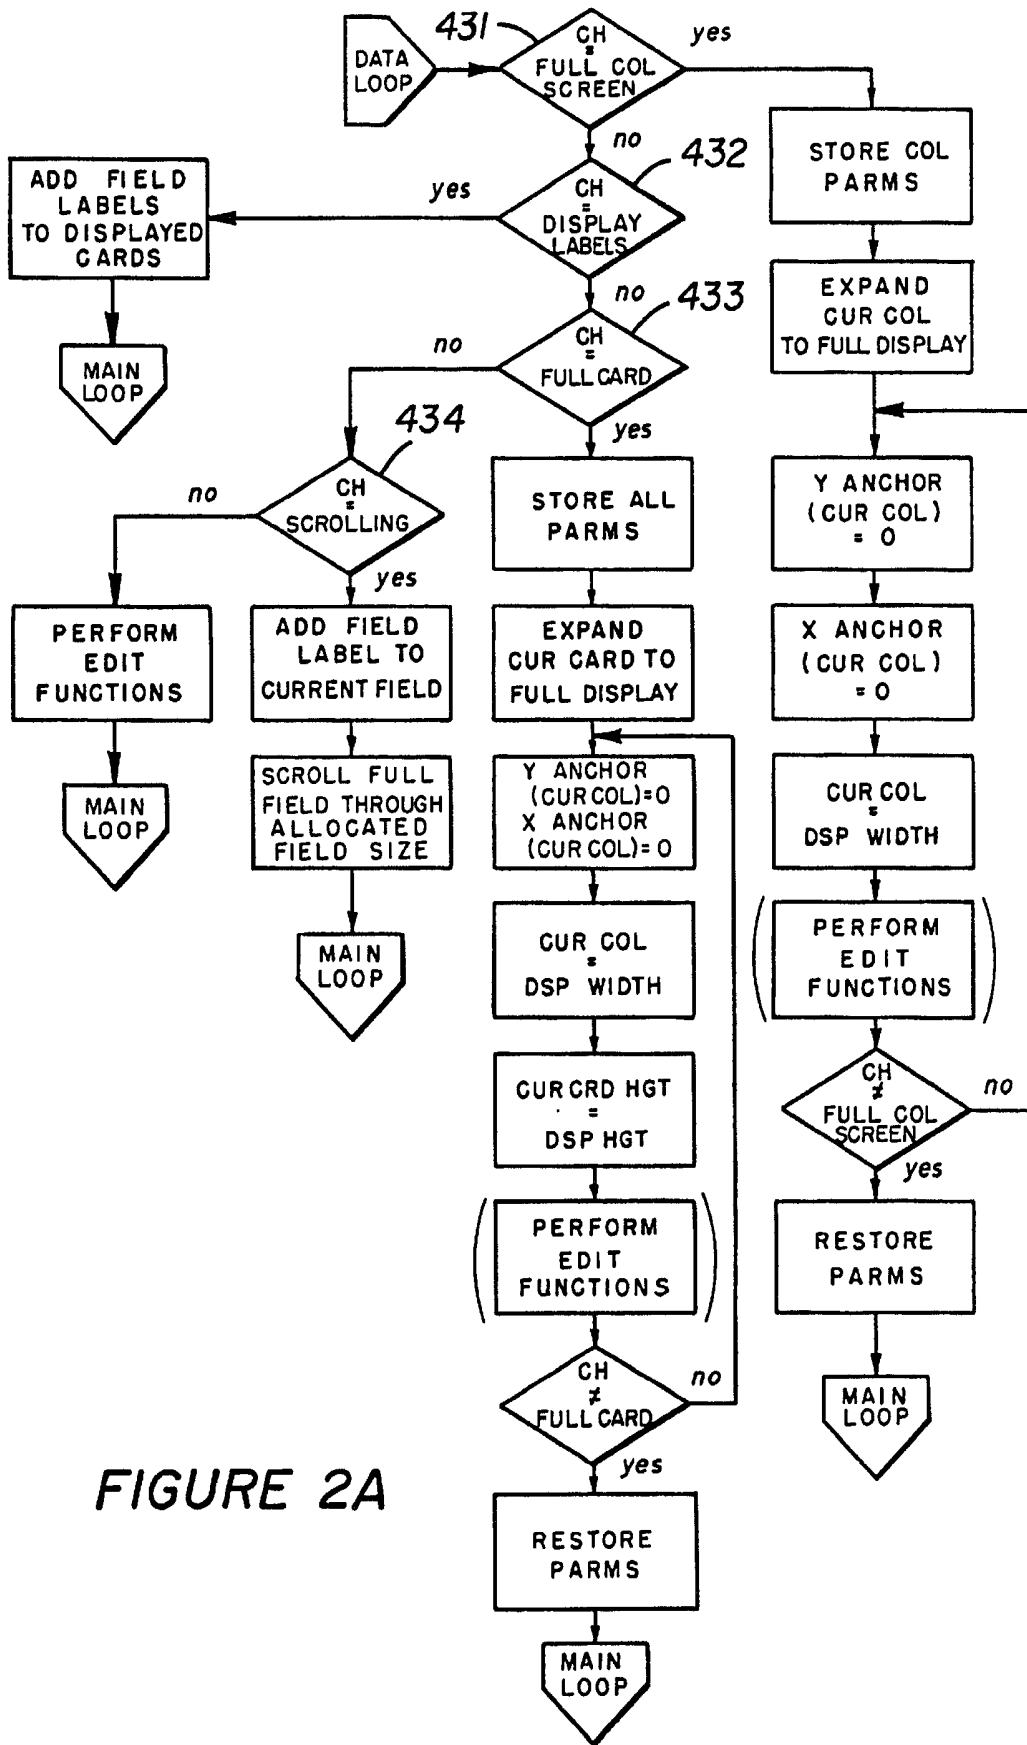 DATA
LOOP
431
CH
=
FULL COL
SCREEN
yes
no
STORE COL
PARMS
432
CH
=
DISPLAY
LABELS
yes
no
ADD FIELD
LABELS
TO DISPLAYED
CARDS
MAIN
LOOP
EXPAND
CUR COL
TO FULL DISPLAY
433
CH
=
FULL CARD
no
yes
434
CH
=
SCROLLING
no
yes
PERFORM
EDIT
FUNCTIONS
MAIN
LOOP
ADD FIELD
LABEL TO
CURRENT FIELD
SCROLL FULL
FIELD THROUGH
ALLOCATED
FIELD SIZE
MAIN
LOOP
STORE ALL
PARMS
EXPAND
CUR CARD TO
FULL DISPLAY
Y ANCHOR
(CUR COL)=0
X ANCHOR
(CUR COL)=0
CUR COL
=
DSP WIDTH
CUR CRD HGT
=
DSP HGT
(PERFORM
EDIT
FUNCTIONS)
CH
≠
FULL CARD
no
yes
RESTORE
PARMS
MAIN
LOOP
Y ANCHOR
(CUR COL)
= 0
X ANCHOR
(CUR COL)
= 0
CUR COL
=
DSP WIDTH
(PERFORM
EDIT
FUNCTIONS)
CH
≠
FULL COL
SCREEN
no
yes
RESTORE
PARMS
MAIN
LOOP
FIGURE 2A